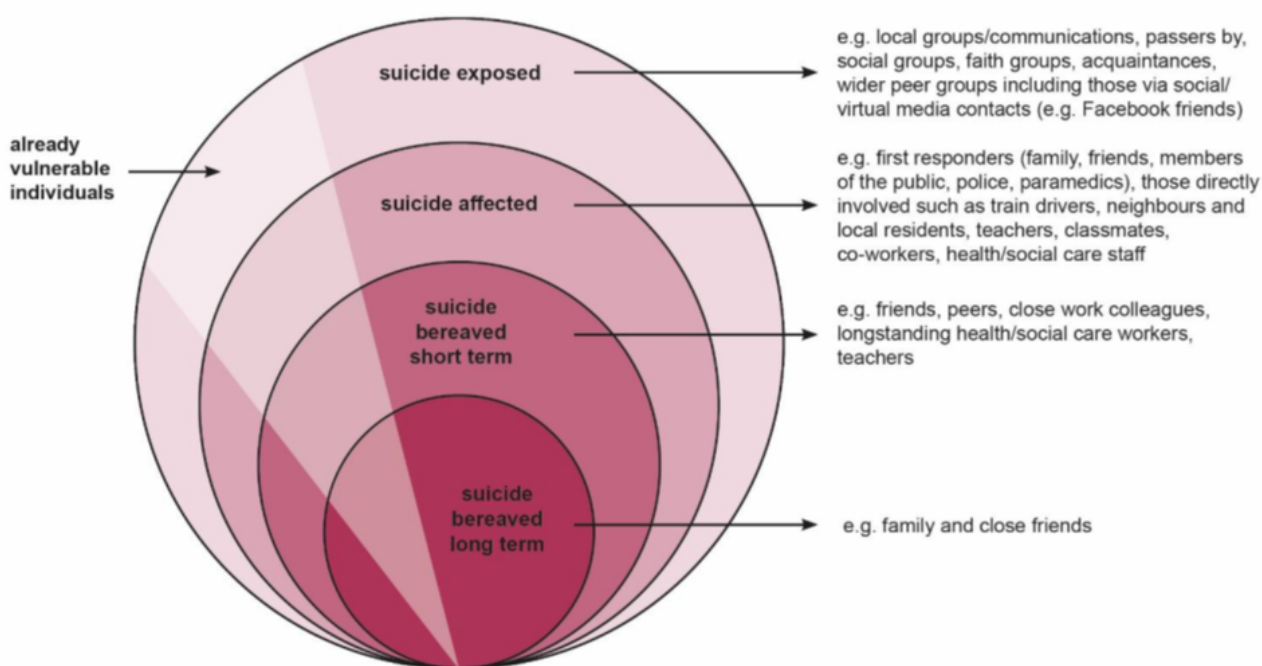 suicide exposed
e.g. local groups/communications, passers by,
social groups, faith groups, acquaintances,
wider peer groups including those via social/
virtual media contacts (e.g. Facebook friends)
already
vulnerable
individuals
suicide affected
e.g. first responders (family, friends, members
of the public, police, paramedics), those directly
involved such as train drivers, neighbours and
local residents, teachers, classmates,
co-workers, health/social care staff
suicide
bereaved
short term
e.g. friends, peers, close work colleagues,
longstanding health/social care workers,
teachers
suicide
bereaved
long term
e.g. family and close friends